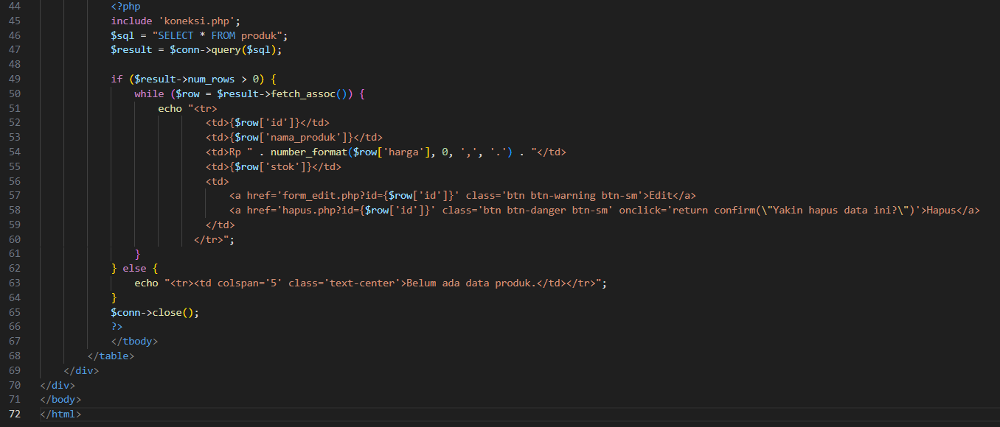 44 <?php
45 include 'koneksi.php';
46 $sql = "SELECT * FROM produk";
47 $result = $conn->query($sql);
48
49 if ($result->num_rows > 0) {
50 while ($row = $result->fetch_assoc()) {
51 echo "<tr>
52 <td>{$row['id']}</td>
53 <td>{$row['nama_produk']}</td>
54 <td>Rp " . number_format($row['harga'], 0, ',', '.') . "</td>
55 <td>{$row['stok']}</td>
56 <td>
57 <a href='form_edit.php?id={$row['id']}' class='btn btn-warning btn-sm'>Edit</a>
58 <a href='hapus.php?id={$row['id']}' class='btn btn-danger btn-sm' onclick='return confirm(\"Yakin hapus data ini?\")'>Hapus</a>
59 </td>
60 </tr>";
61 }
62 } else {
63 echo "<tr><td colspan='5' class='text-center'>Belum ada data produk.</td></tr>";
64 }
65 $conn->close();
66 ?>
67 </tbody>
68 </table>
69 </div>
70 </div>
71 </body>
72 </html>